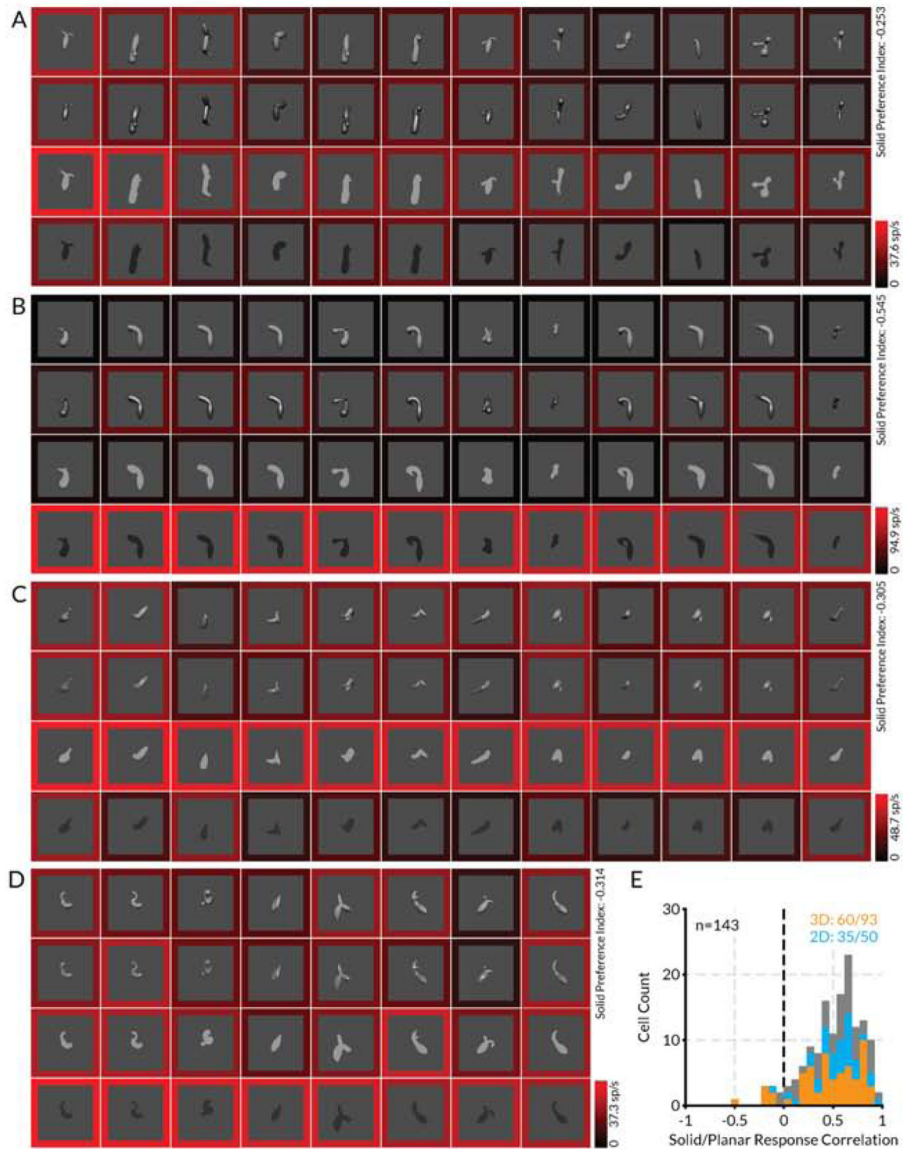 A
Solid Preference Index: -0.253
0 37.6 sp/s
B
Solid Preference Index: -0.545
0 94.9 sp/s
C
Solid Preference Index: -0.305
0 48.7 sp/s
D
Solid Preference Index: -0.314
0 37.3 sp/s
E
30
n=143
3D: 60/93
2D: 35/50
20
Cell Count
10
0
-1 -0.5 0 0.5 1
Solid/Planar Response Correlation